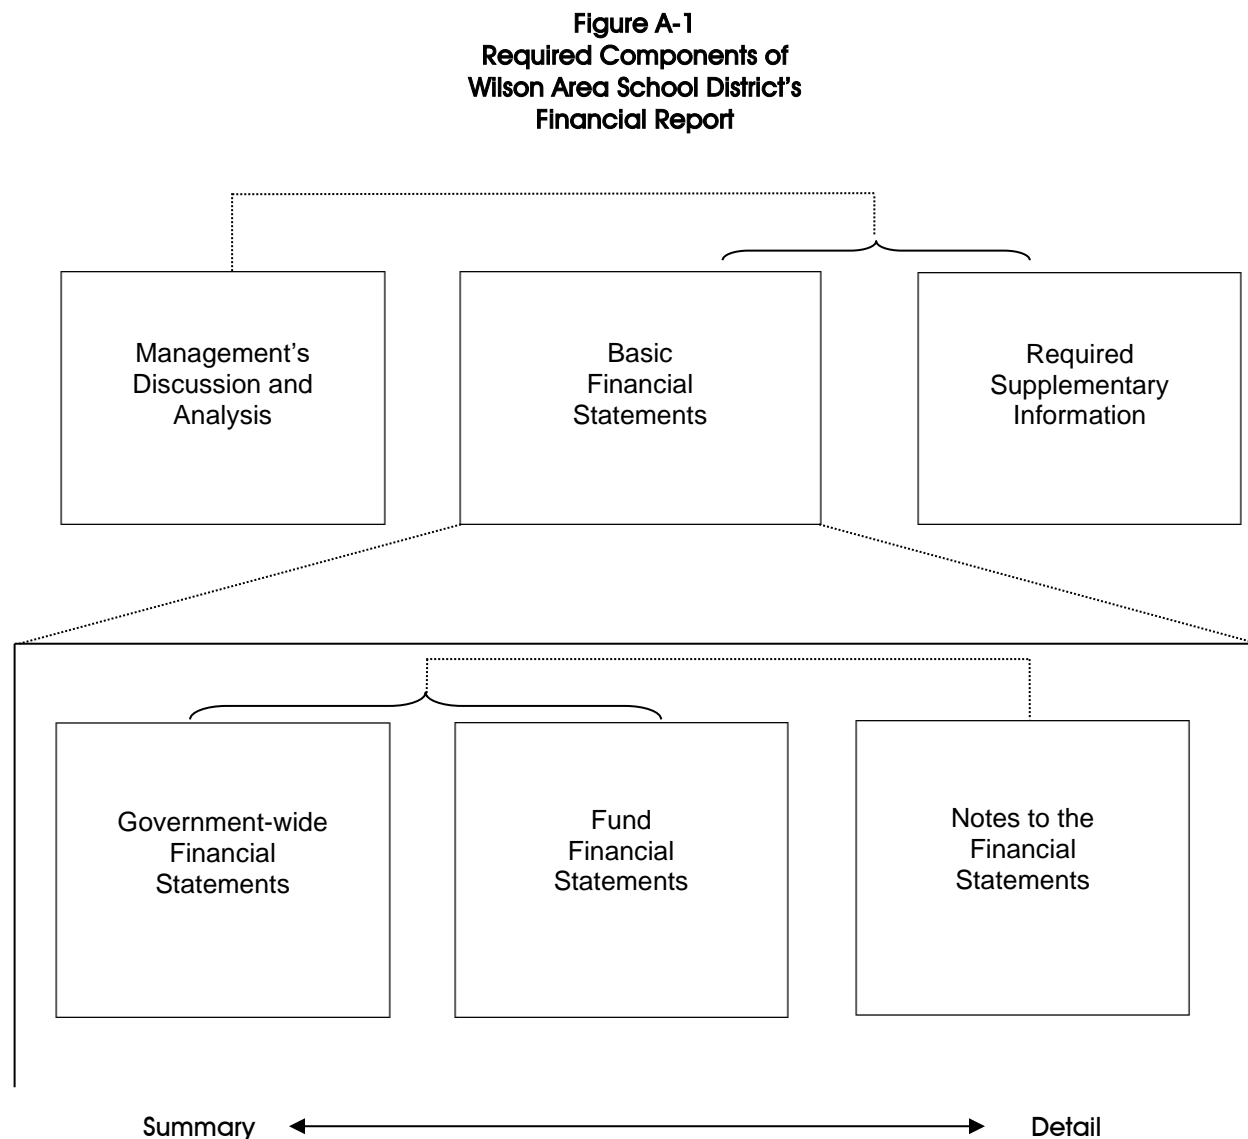 Figure A-1
Required Components of
Wilson Area School District’s
Financial Report
Management’s
Discussion and
Analysis
Basic
Financial
Statements
Required
Supplementary
Information
Government-wide
Financial
Statements
Fund
Financial
Statements
Notes to the
Financial
Statements
Summary
Detail